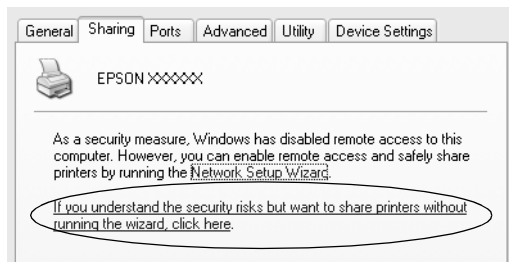 General Sharing Ports Advanced Utility Device Settings
EPSON XXXXXX
As a security measure, Windows has disabled remote access to this
computer. However, you can enable remote access and safely share
printers by running the Network Setup Wizard.
If you understand the security risks but want to share printers without
running the wizard, click here.